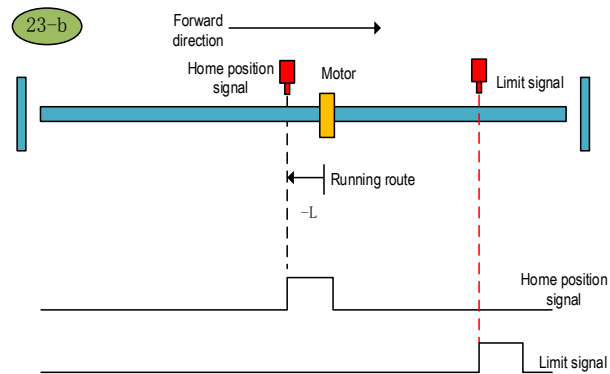 23-b
Forward
direction
Home position
signal
Motor
Limit signal
Running route
-L
Home position
signal
Limit signal